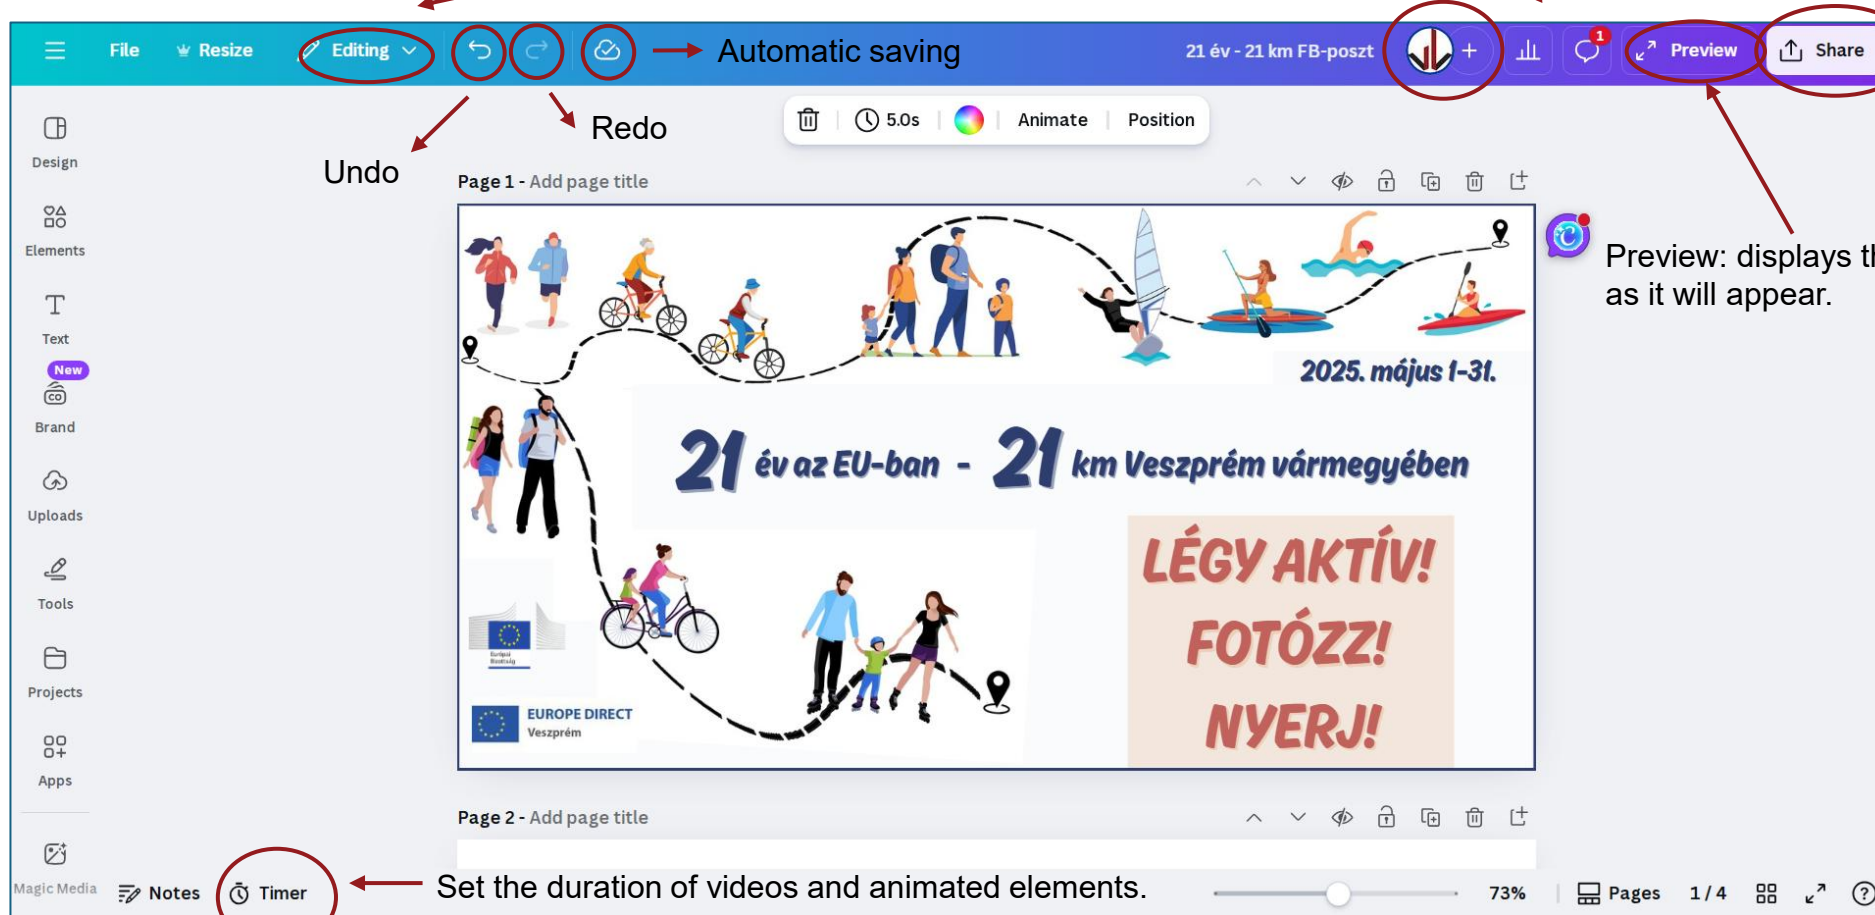 File
Resize
Editing
Automatic saving
21 év - 21 km FB-poszt
+
1
Preview
Share
Undo
Redo
5.0s
Animate
Position
Design
Elements
Text
New
Brand
Uploads
Tools
Projects
Apps
Magic Media
Page 1 - Add page title
2025. május 1-31.
21 év az EU-ban - 21 km Veszprém vármegyében
LÉGY AKTÍV!
FOTÓZZ!
NYERJ!
Európai
Bizottság
EUROPE DIRECT
Veszprém
Preview: displays th
as it will appear.
Page 2 - Add page title
Notes
Timer
Set the duration of videos and animated elements.
73%
Pages
1 / 4
?